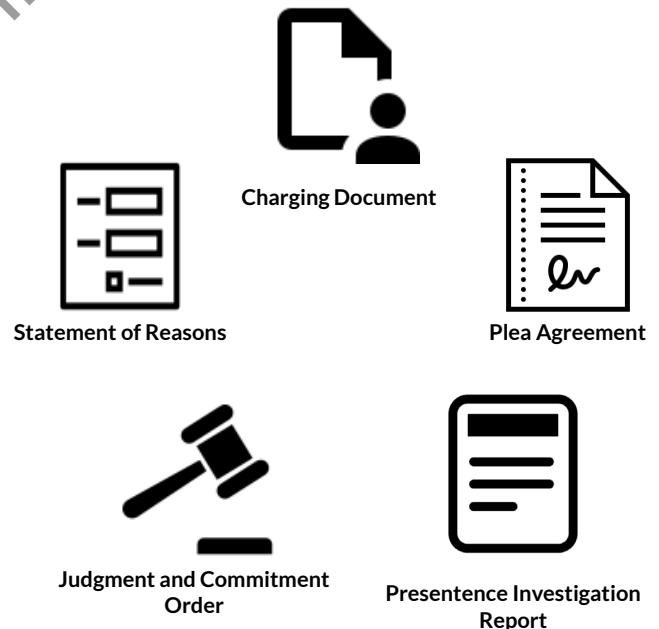 Charging Document
Statement of Reasons
Plea Agreement
Judgment and Commitment
Order
Presentence Investigation
Report